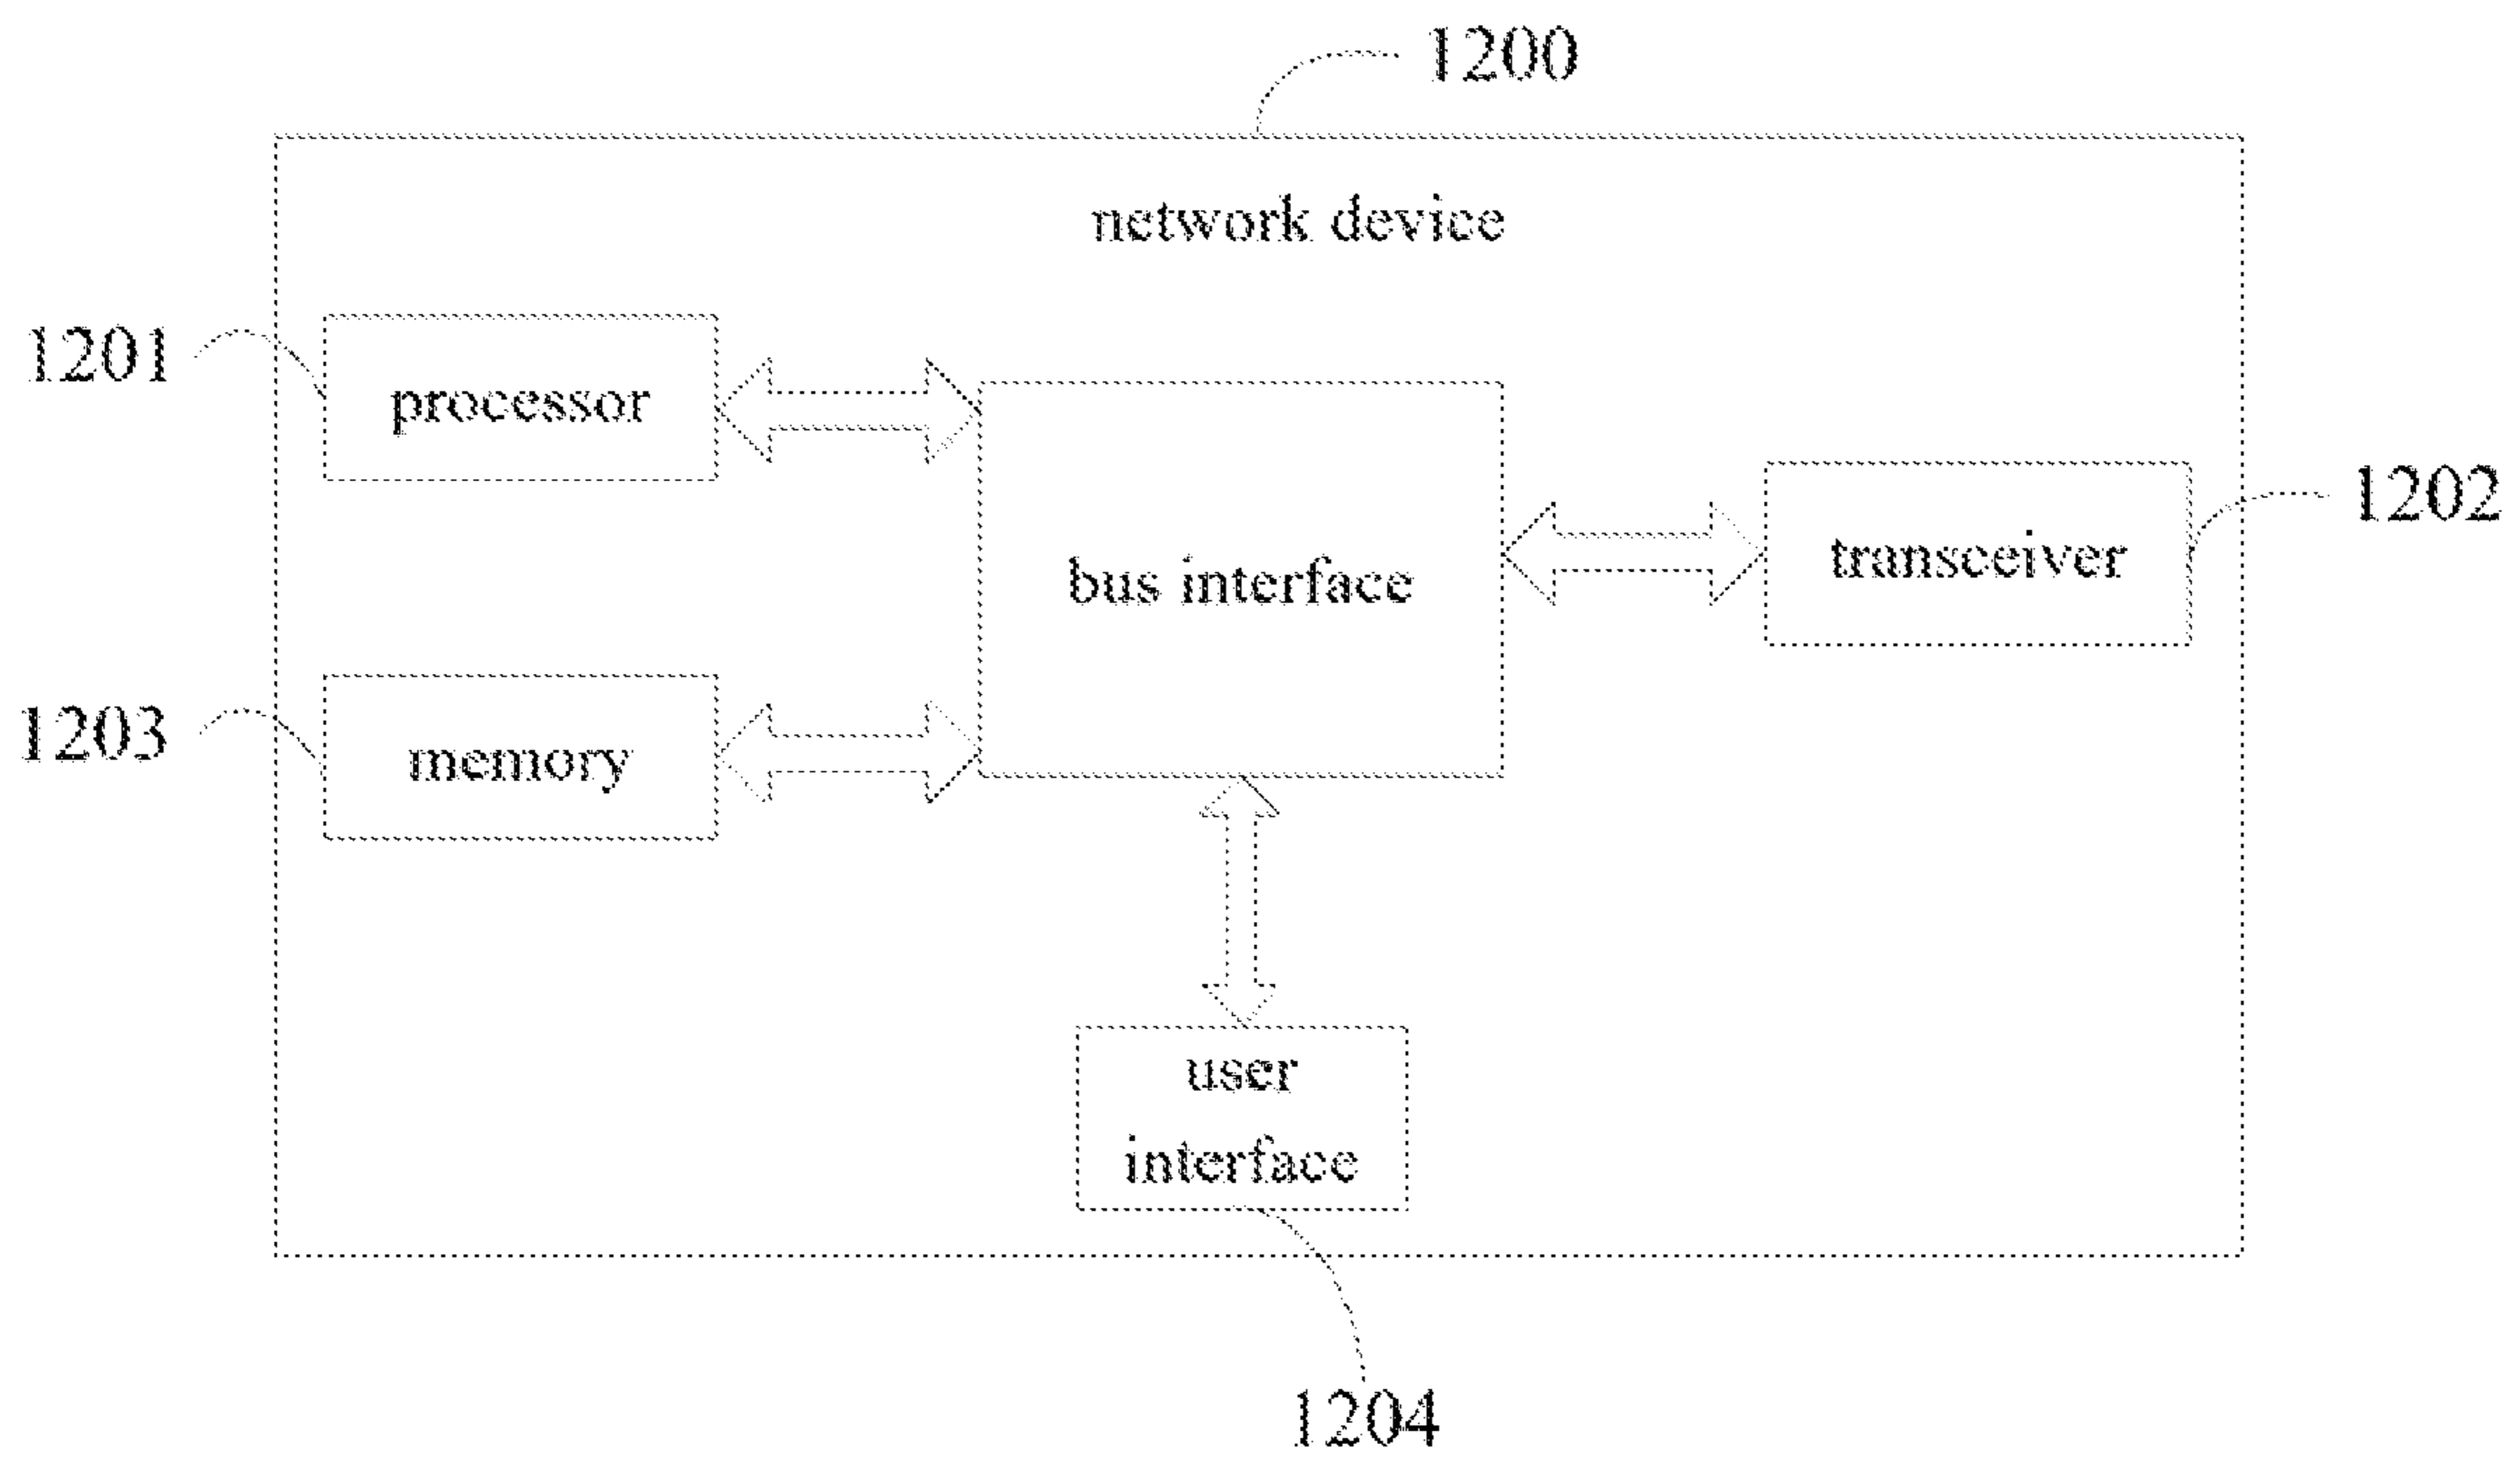 1200
network device
1201
processor
1202
bus interface
transceiver
1203
memory
user
interface
1204